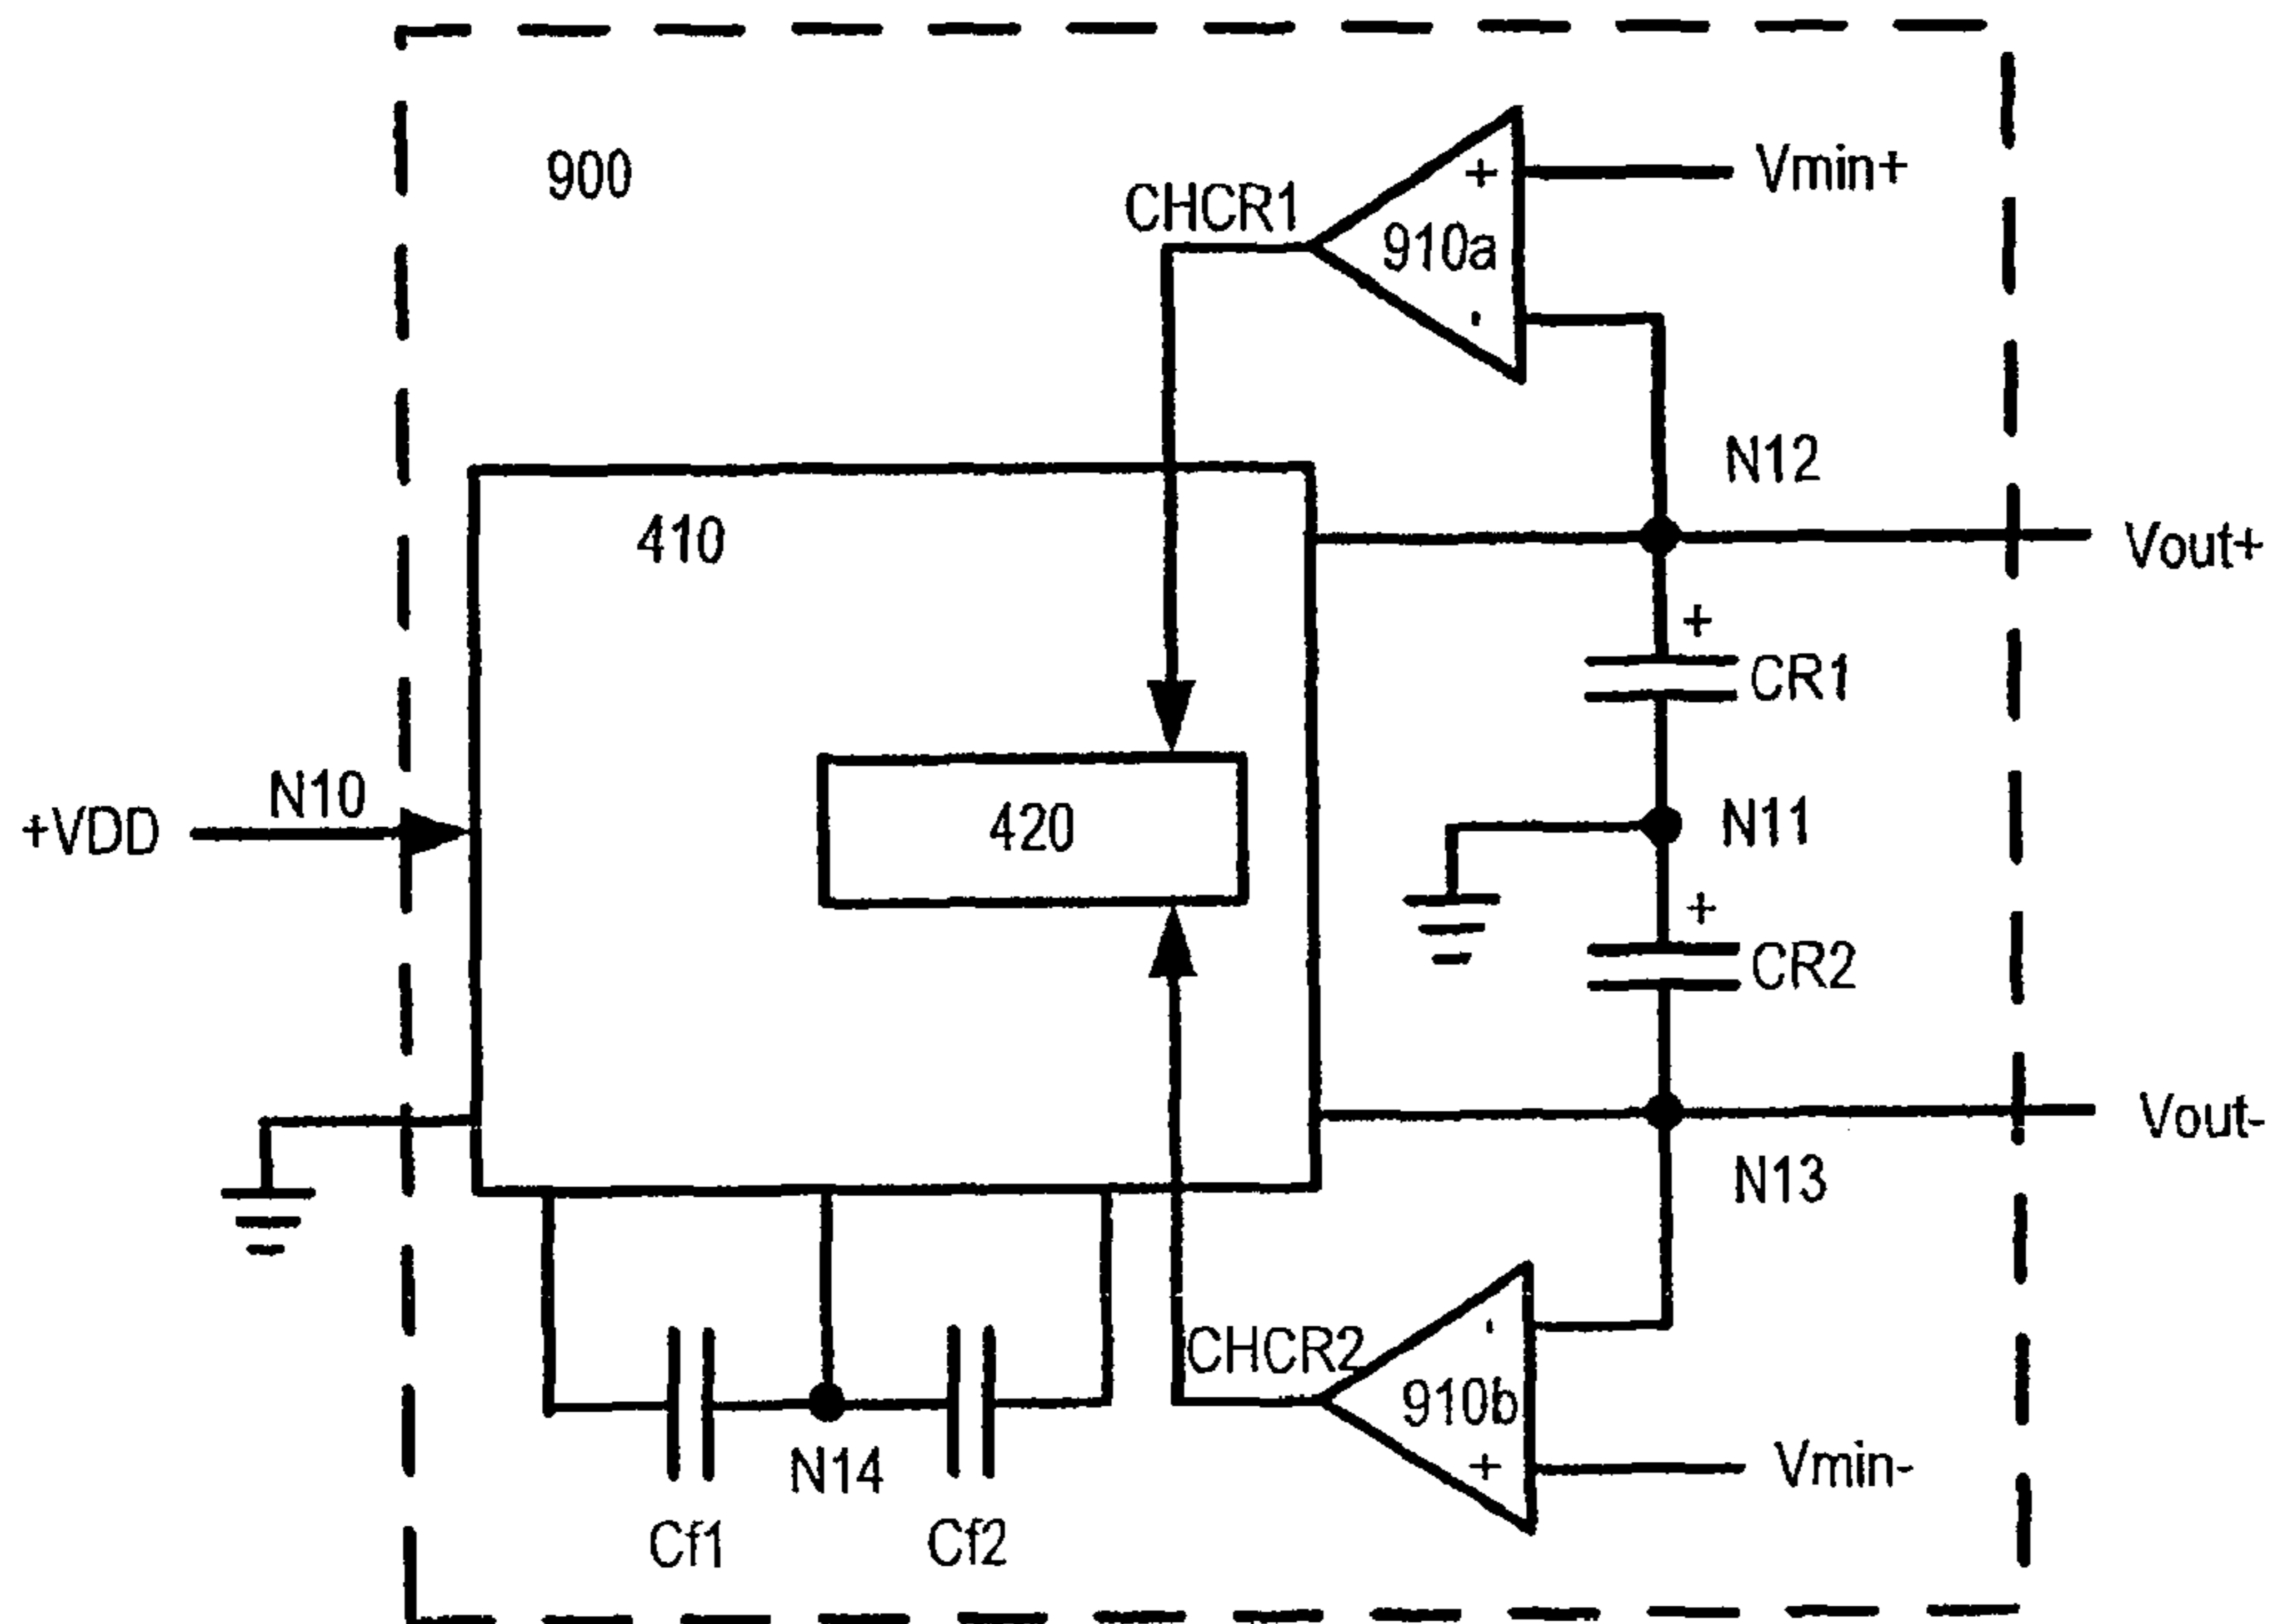 900
Vmin+
+
CHCR1
910a
-
N12
410
Vout+
+
CR1
N10
+VDD
420
N11
+
CR2
Vout-
N13
-
CHCR2
910b
N14
+
Vmin-
Cf1
Cf2